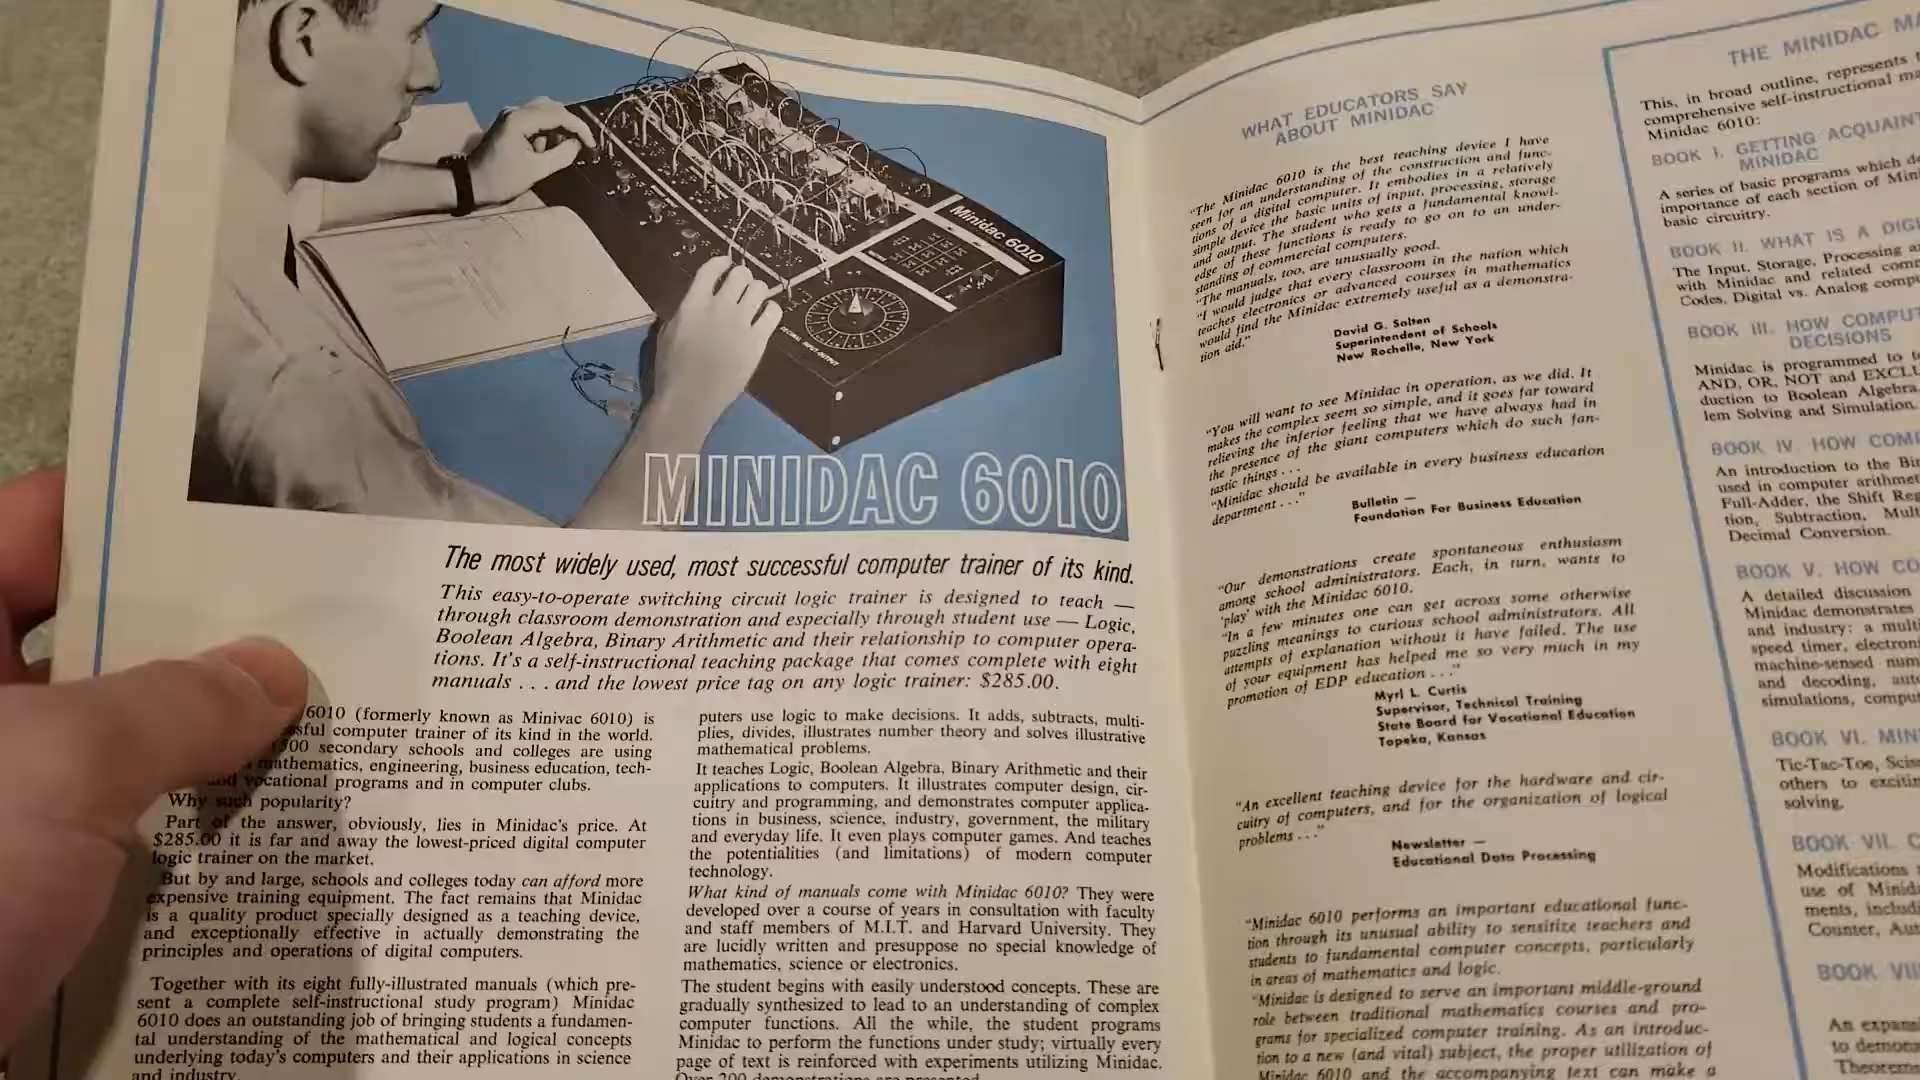 Minidac 6010
DECIMAL INPUT-OUTPUT
MINIDAC 6010
The most widely used, most successful computer trainer of its kind.
This easy-to-operate switching circuit logic trainer is designed to teach —
through classroom demonstration and especially through student use — Logic,
Boolean Algebra, Binary Arithmetic and their relationship to computer opera-
tions. It's a self-instructional teaching package that comes complete with eight
manuals . . . and the lowest price tag on any logic trainer: $285.00.
6010 (formerly known as Minivac 6010) is
computer trainer of its kind in the world.
secondary schools and colleges are using
mathematics, engineering, business education, tech-
vocational programs and in computer clubs.
Why such popularity?
Part of the answer, obviously, lies in Minidac's price. At
$285.00 it is far and away the lowest-priced digital computer
logic trainer on the market.
But by and large, schools and colleges today can afford more
expensive training equipment. The fact remains that Minidac
is a quality product specially designed as a teaching device,
and exceptionally effective in actually demonstrating the
principles and operations of digital computers.
Together with its eight fully-illustrated manuals (which pre-
sent a complete self-instructional study program) Minidac
6010 does an outstanding job of bringing students a fundamen-
tal understanding of the mathematical and logical concepts
underlying today's computers and their applications in science
and industry.
puters use logic to make decisions. It adds, subtracts, multi-
plies, divides, illustrates number theory and solves illustrative
mathematical problems.
It teaches Logic, Boolean Algebra, Binary Arithmetic and their
applications to computers. It illustrates computer design, cir-
cuitry and programming, and demonstrates computer applica-
tions in business, science, industry, government, the military
and everyday life. It even plays computer games. And teaches
the potentialities (and limitations) of modern computer
technology.
What kind of manuals come with Minidac 6010? They were
developed over a course of years in consultation with faculty
and staff members of M.I.T. and Harvard University. They
are lucidly written and presuppose no special knowledge of
mathematics, science or electronics.
The student begins with easily understood concepts. These are
gradually synthesized to lead to an understanding of complex
computer functions. All the while, the student programs
Minidac to perform the functions under study; virtually every
page of text is reinforced with experiments utilizing Minidac.
Over 200 demonstrations are presented.
WHAT EDUCATORS SAY
ABOUT MINIDAC
"The Minidac 6010 is the best teaching device I have
seen for an understanding of the construction and func-
tions of a digital computer. It embodies in a relatively
simple device the basic units of input, processing, storage
and output. The student who gets a fundamental knowl-
edge of these functions is ready to go on to an under-
standing of commercial computers.
"The manuals, too, are unusually good.
"I would judge that every classroom in the nation which
teaches electronics or advanced courses in mathematics
would find the Minidac extremely useful as a demonstra-
tion aid."
David G. Salten
Superintendent of Schools
New Rochelle, New York
"You will want to see Minidac in operation, as we did. It
makes the complex seem so simple, and it goes far toward
relieving the inferior feeling that we have always had in
the presence of the giant computers which do such fan-
tastic things . . .
"Minidac should be available in every business education
department . . ."
Bulletin —
Foundation For Business Education
"Our demonstrations create spontaneous enthusiasm
among school administrators. Each, in turn, wants to
'play' with the Minidac 6010.
"In a few minutes one can get across some otherwise
puzzling meanings to curious school administrators. All
attempts of explanation without it have failed. The use
of your equipment has helped me so very much in my
promotion of EDP education . . ."
Myrl L. Curtis
Supervisor, Technical Training
State Board for Vocational Education
Topeka, Kansas
"An excellent teaching device for the hardware and cir-
cuitry of computers, and for the organization of logical
problems . . ."
Newsletter —
Educational Data Processing
"Minidac 6010 performs an important educational func-
tion through its unusual ability to sensitize teachers and
students to fundamental computer concepts, particularly
in areas of mathematics and logic.
"Minidac is designed to serve an important middle-ground
role between traditional mathematics courses and pro-
grams for specialized computer training. As an introduc-
tion to a new (and vital) subject, the proper utilization of
Minidac 6010 and the accompanying text can make a
THE MINIDAC
This, in broad outline, represents
comprehensive self-instructional
Minidac 6010:
BOOK I. GETTING
MINIDAC
A series of basic programs which
importance of each section of
basic circuitry.
BOOK II. WHAT IS A
The Input, Storage, Processing
with Minidac and related
Codes, Digital vs. Analog
BOOK III. HOW
DECISIONS
Minidac is programmed to
AND, OR, NOT and
duction to Boolean Algebra,
lem Solving and Simulation.
BOOK IV. HOW
An introduction to the
used in computer
Full-Adder, the Shift
tion, Subtraction,
Decimal Conversion.
BOOK V. HOW
A detailed discussion
Minidac demonstrates
and industry: a
speed timer,
machine-sensed
and decoding,
simulations,
BOOK VI.
Tic-Tac-Toe,
others to
solving.
BOOK VII.
Modifications
use of
ments,
Counter,
BOOK
An
to